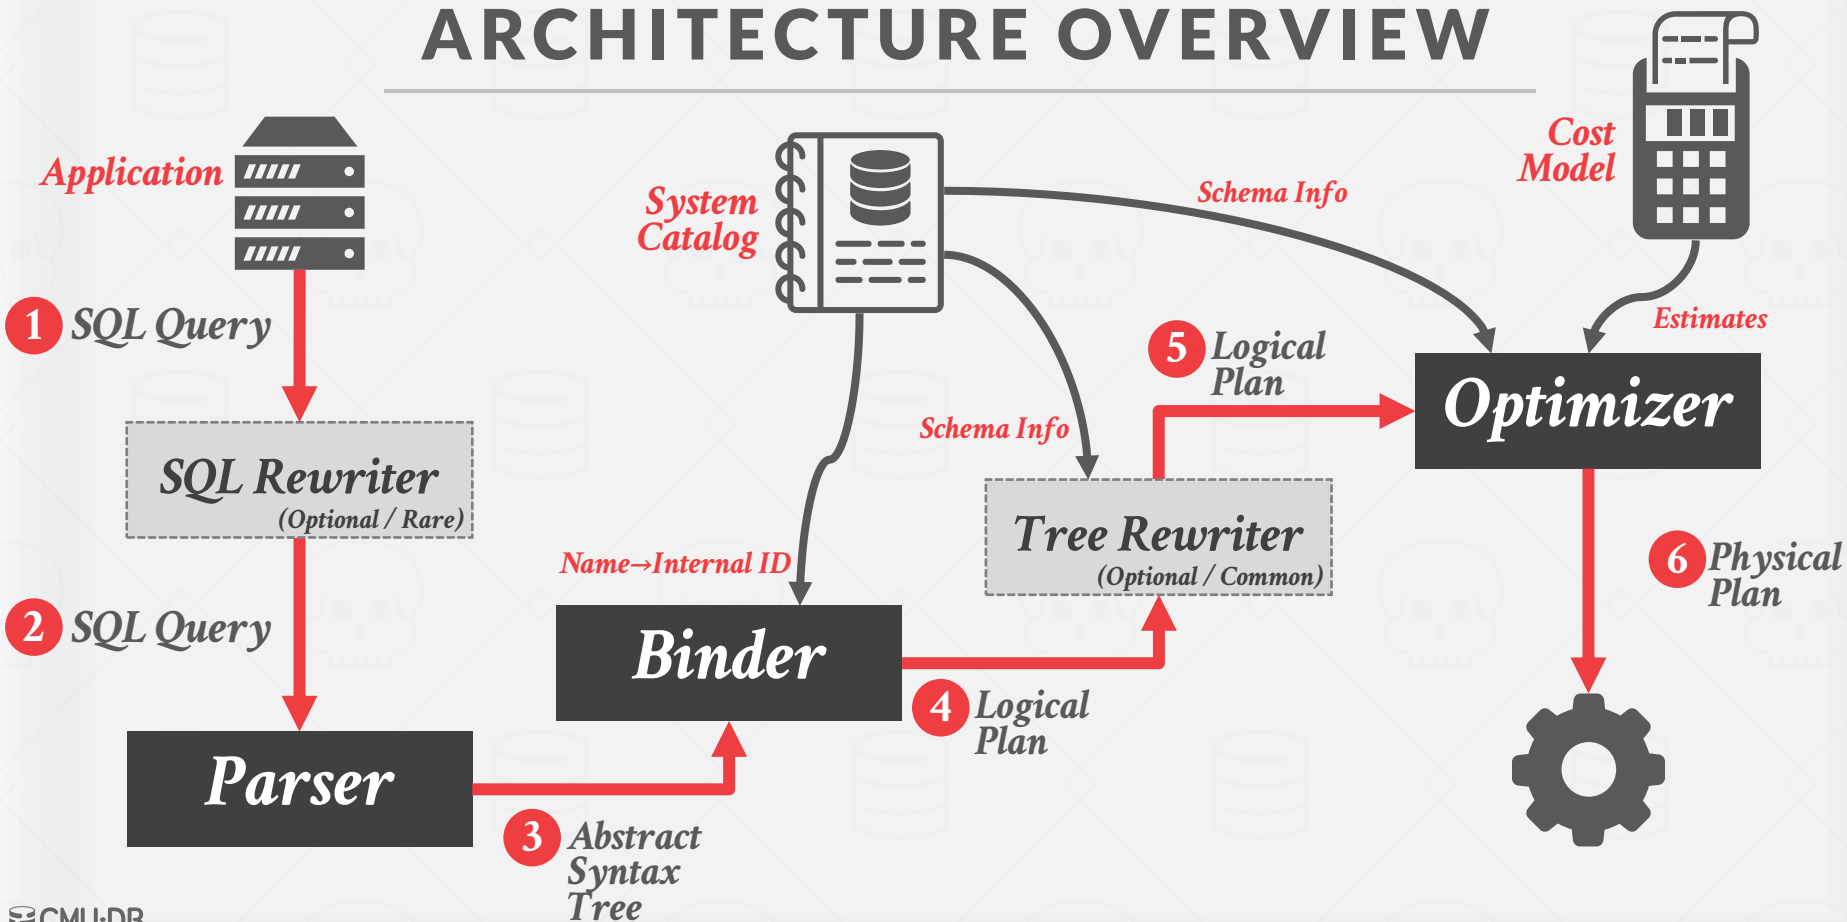 ARCHITECTURE OVERVIEW
Application
System
Catalog
Cost
Model
Schema Info
Estimates
1 SQL Query
5 Logical
Plan
Optimizer
Schema Info
SQL Rewriter
(Optional / Rare)
Tree Rewriter
(Optional / Common)
Name→Internal ID
6 Physical
Plan
2 SQL Query
Binder
4 Logical
Plan
Parser
3 Abstract
Syntax
Tree
CMU·DB